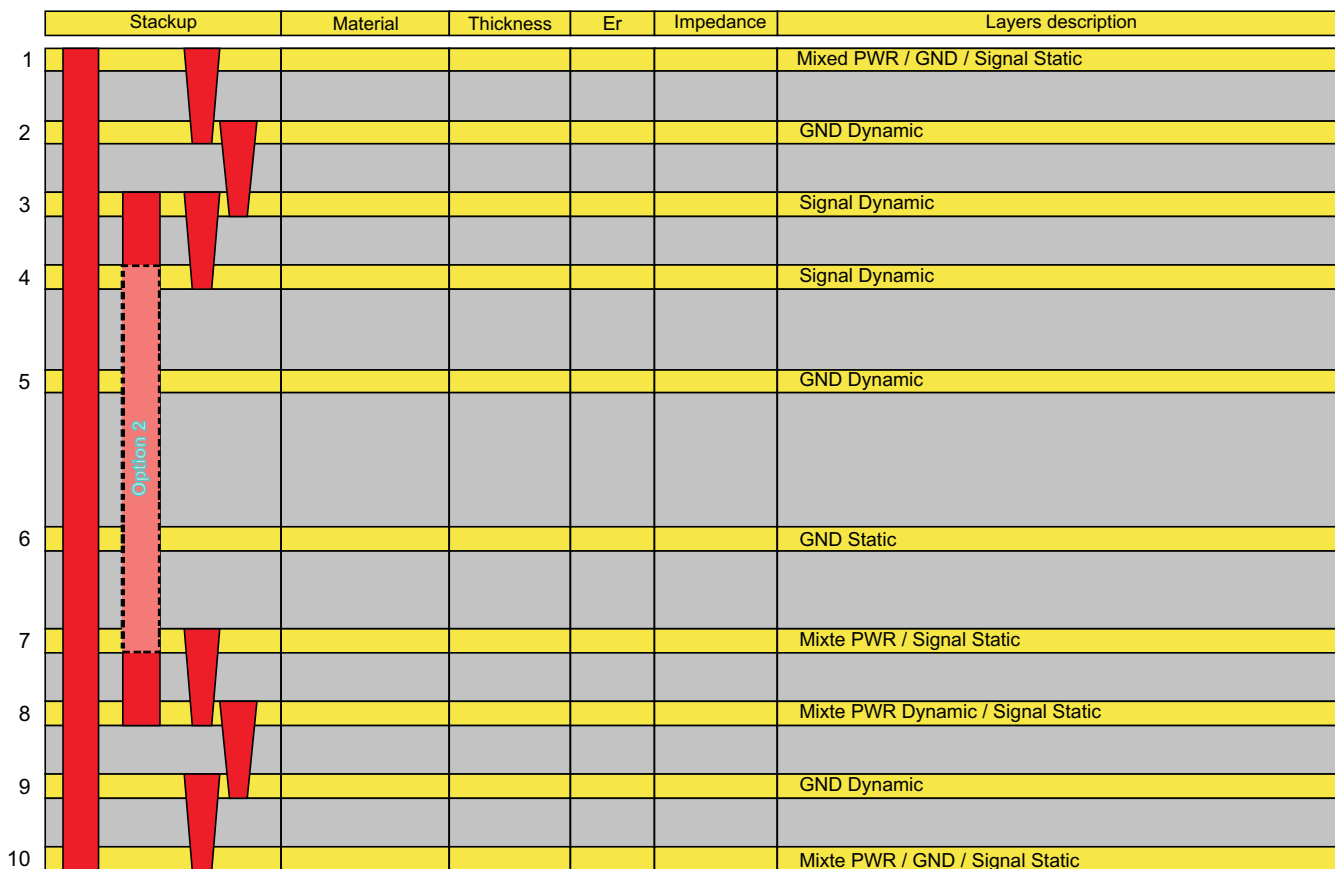 Stackup Material Thickness Er Impedance Layers description
1 Mixed PWR / GND / Signal Static
2 GND Dynamic
3 Signal Dynamic
4 Signal Dynamic
5 GND Dynamic
Option 2
6 GND Static
7 Mixte PWR / Signal Static
8 Mixte PWR Dynamic / Signal Static
9 GND Dynamic
10 Mixte PWR / GND / Signal Static